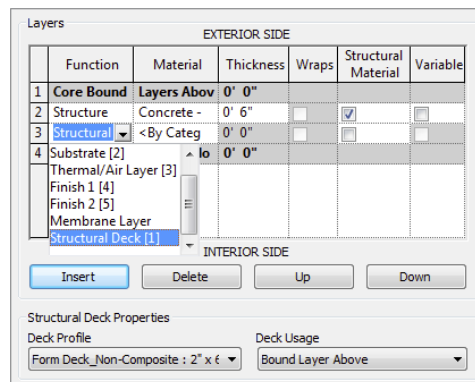 Layers
EXTERIOR SIDE
Function Material Thickness Wraps Structural Material Variable
1 Core Bound Layers Abov 0' 0"
2 Structure Concrete - 0' 6"
3 Structural <By Categ 0' 0"
4 lo 0' 0"
Substrate [2]
Thermal/Air Layer [3]
Finish 1 [4]
Finish 2 [5]
Membrane Layer
Structural Deck [1]
INTERIOR SIDE
Insert Delete Up Down
Structural Deck Properties
Deck Profile Deck Usage
Form Deck_Non-Composite : 2" x 6 Bound Layer Above